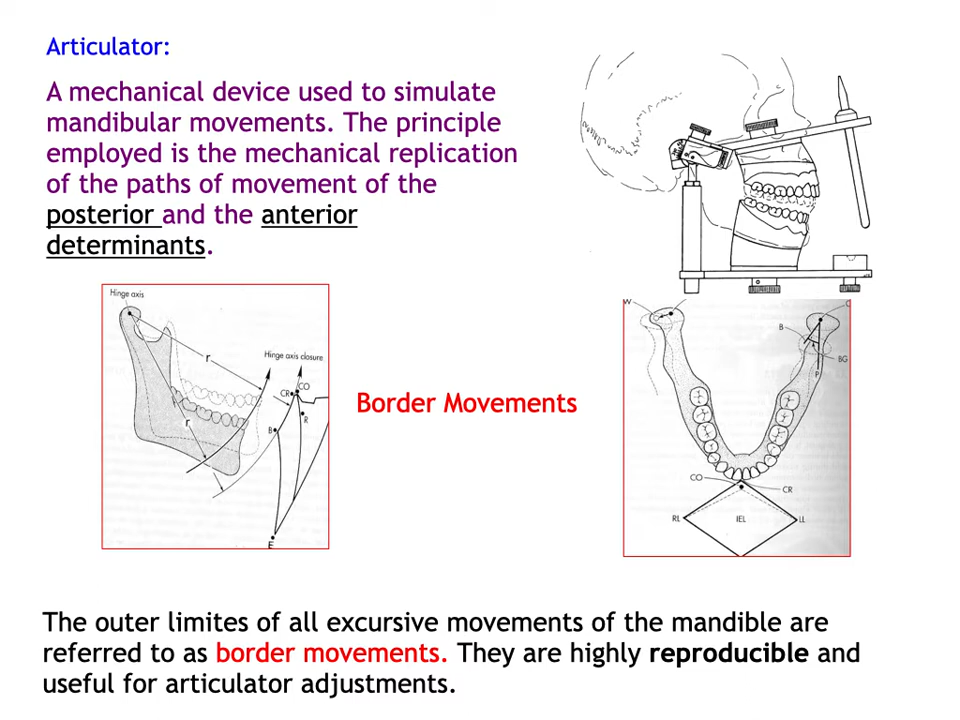 Articulator:
A mechanical device used to simulate
mandibular movements. The principle
employed is the mechanical replication
of the paths of movement of the
posterior and the anterior
determinants.
Hinge axis
r
Hinge axis closure
CO
CR
R
r
B
E
Border Movements
W
C
B
BG
P
CO
CR
RL
IEL
LL
The outer limites of all excursive movements of the mandible are
referred to as border movements. They are highly reproducible and
useful for articulator adjustments.